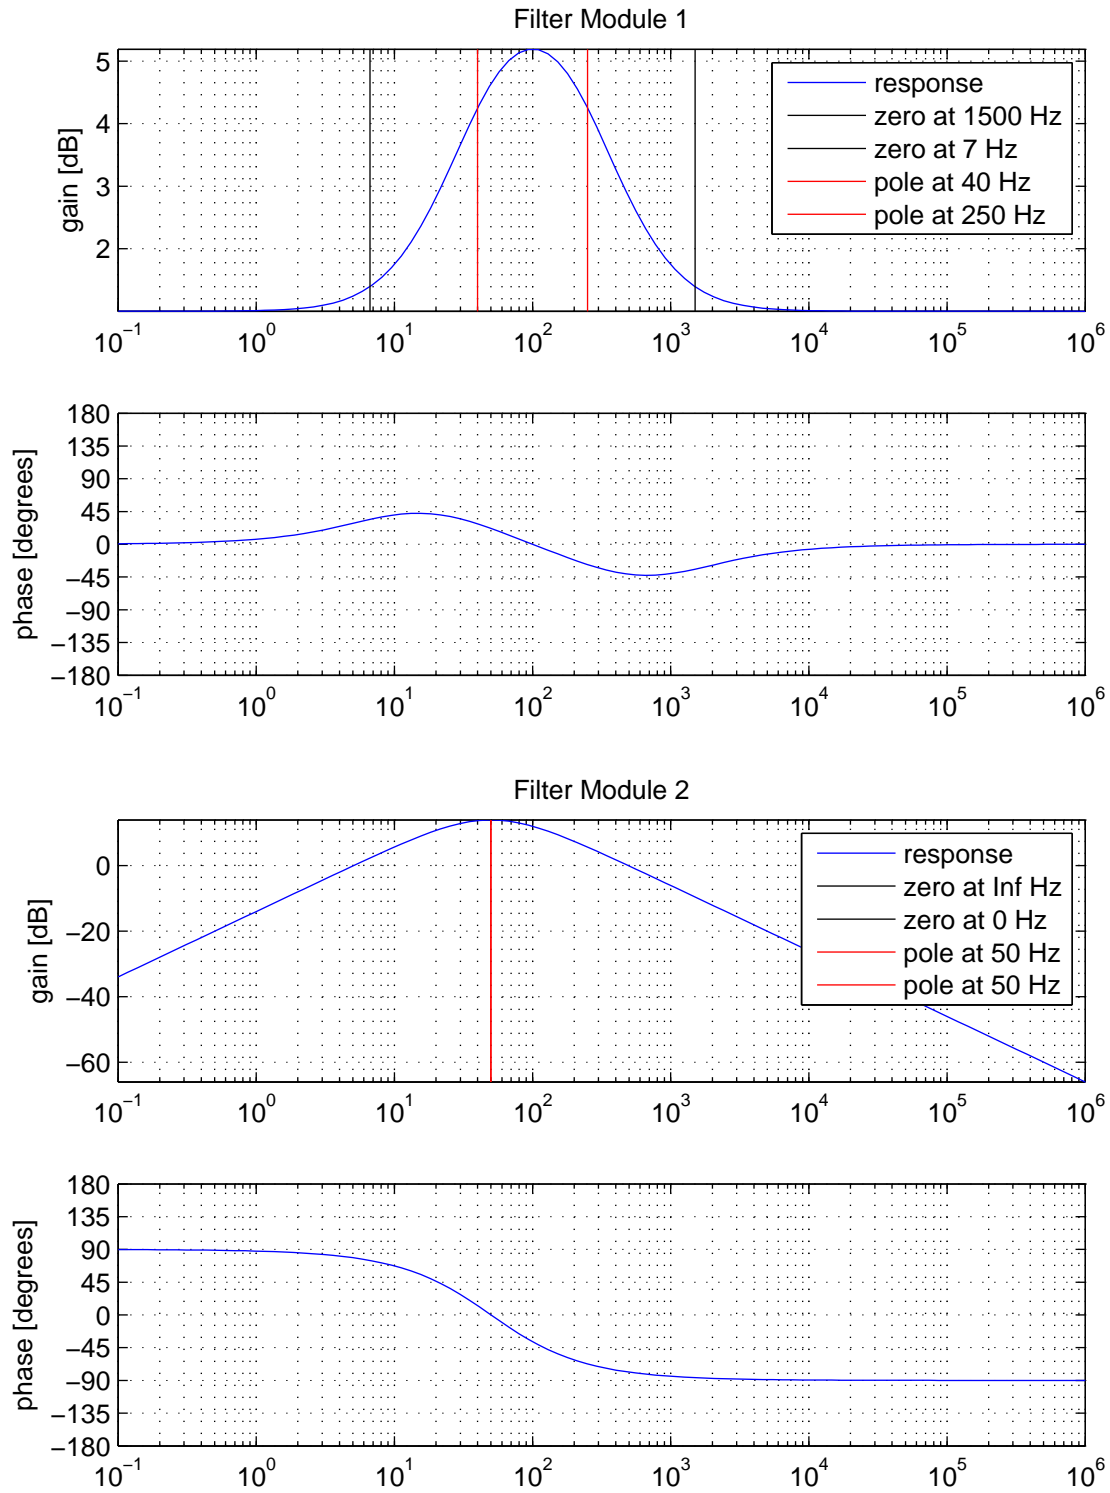 Filter Module 1
gain [dB]
5
4
3
2
response
zero at 1500 Hz
zero at 7 Hz
pole at 40 Hz
pole at 250 Hz
10^−1 10^0 10^1 10^2 10^3 10^4 10^5 10^6
phase [degrees]
180
135
90
45
0
−45
−90
−135
−180
10^−1 10^0 10^1 10^2 10^3 10^4 10^5 10^6
Filter Module 2
gain [dB]
0
−20
−40
−60
response
zero at Inf Hz
zero at 0 Hz
pole at 50 Hz
pole at 50 Hz
10^−1 10^0 10^1 10^2 10^3 10^4 10^5 10^6
phase [degrees]
180
135
90
45
0
−45
−90
−135
−180
10^−1 10^0 10^1 10^2 10^3 10^4 10^5 10^6